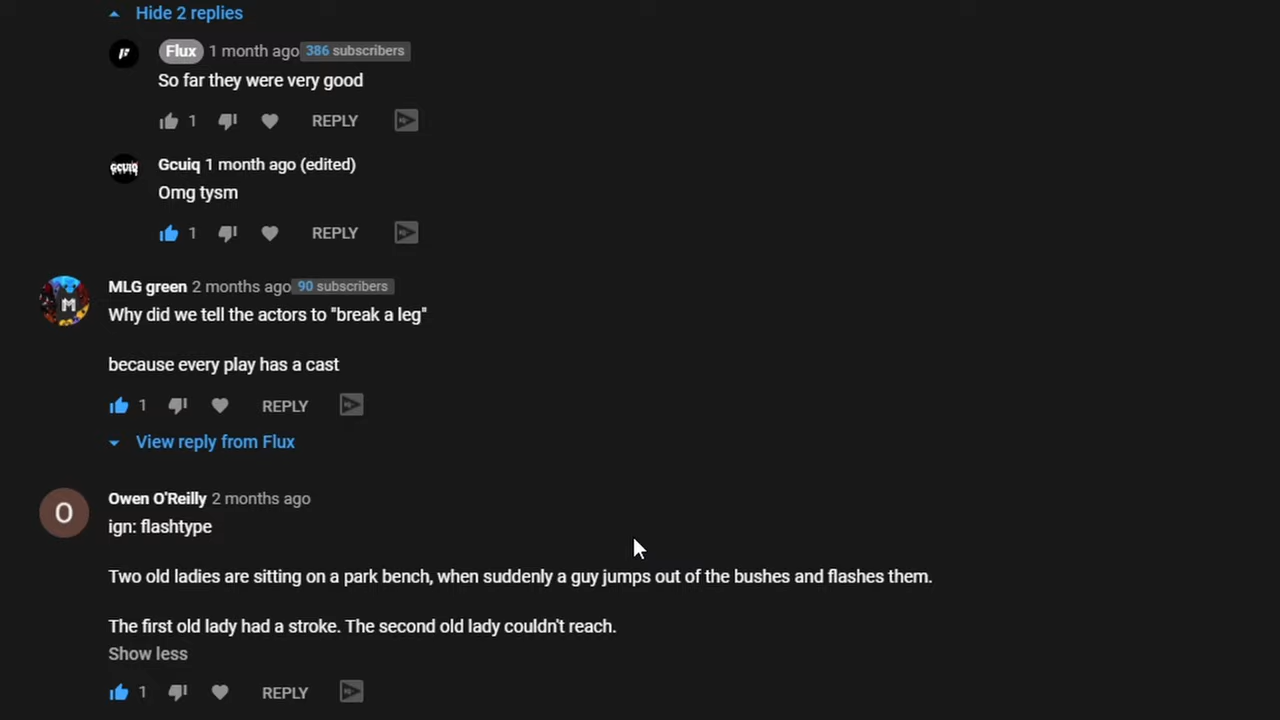 Hide 2 replies
Flux 1 month ago 386 subscribers
So far they were very good
1 REPLY
GCUIQ
Gcuiq 1 month ago (edited)
Omg tysm
1 REPLY
MLG green 2 months ago 90 subscribers
M
Why did we tell the actors to "break a leg"
because every play has a cast
1 REPLY
View reply from Flux
Owen O'Reilly 2 months ago
O
ign: flashtype
Two old ladies are sitting on a park bench, when suddenly a guy jumps out of the bushes and flashes them.
The first old lady had a stroke. The second old lady couldn't reach.
Show less
1 REPLY